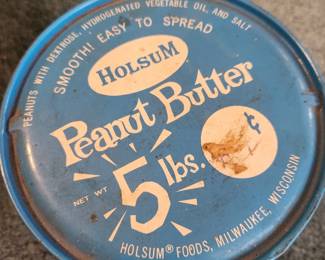 PEANUTS WITH DEXTROSE, HYDROGENATED VEGETABLE OIL, AND SALT
SMOOTH! EASY TO SPREAD
HOLSUM
Peanut Butter
NET WT 5 lbs.
¢
HOLSUM® FOODS, MILWAUKEE, WISCONSIN